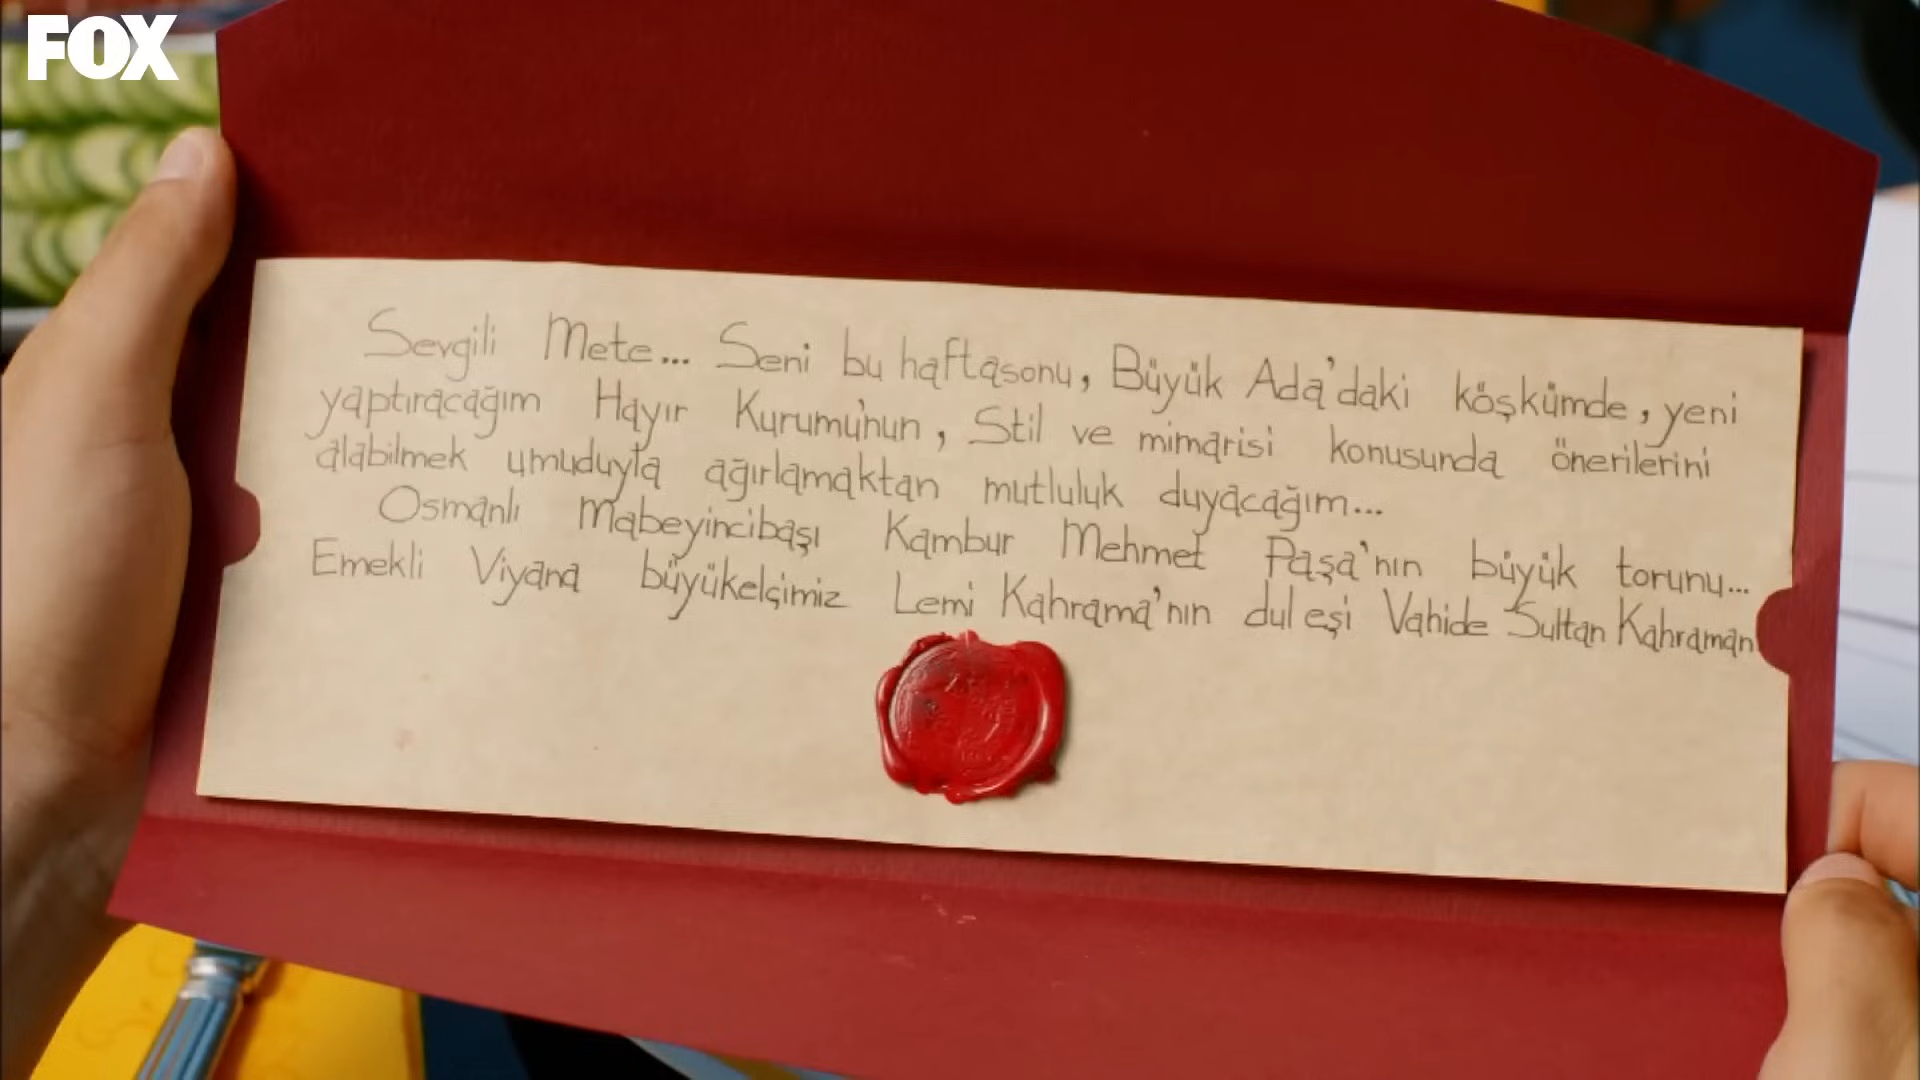 FOX
Sevgili Mete... Seni bu haftasonu, Büyük Ada'daki köşkümde, yeni
yaptıracağım Hayır Kurumu'nun, Stil ve mimarisi konusunda önerilerini
alabilmek umuduyla ağırlamaktan mutluluk duyacağım...
Osmanlı Mabeyincibaşı Kambur Mehmet Paşa'nın büyük torunu...
Emekli Viyana büyükelçimiz Lemi Kahrama'nın dul eşi Vahide Sultan Kahraman